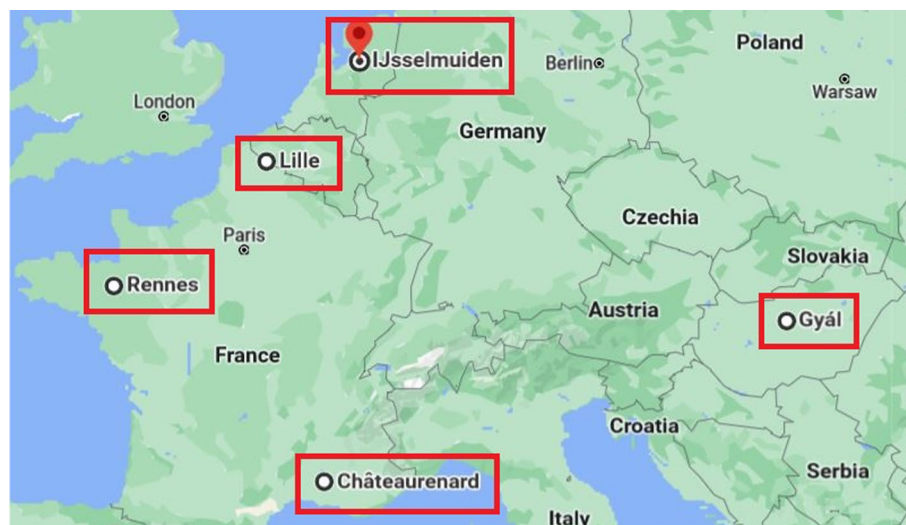 IJsselmuiden
Poland
Berlin
Warsaw
London
Germany
Lille
Czechia
Paris
Slovakia
Rennes
Austria
Gyál
France
Croatia
Serbia
Châteaurenard
Italy